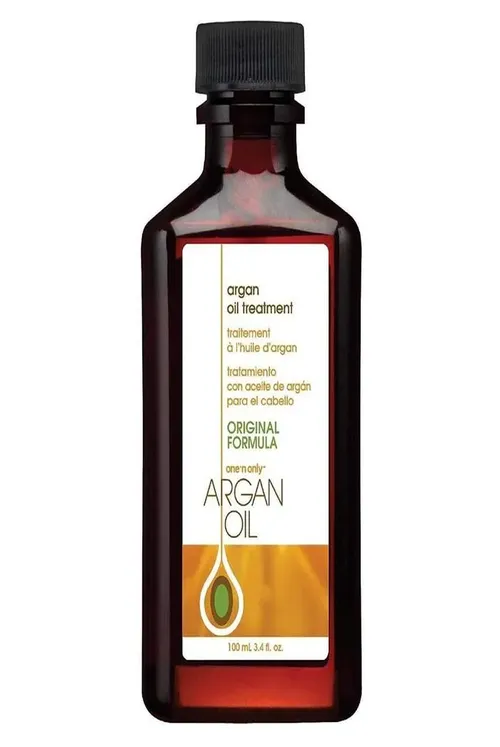 argan
oil treatment
traitement
à l'huile d'argan
tratamiento
con aceite de argán
para el cabello
ORIGINAL
FORMULA
one'n only™
ARGAN
OIL
100 mL 3.4 fl. oz.